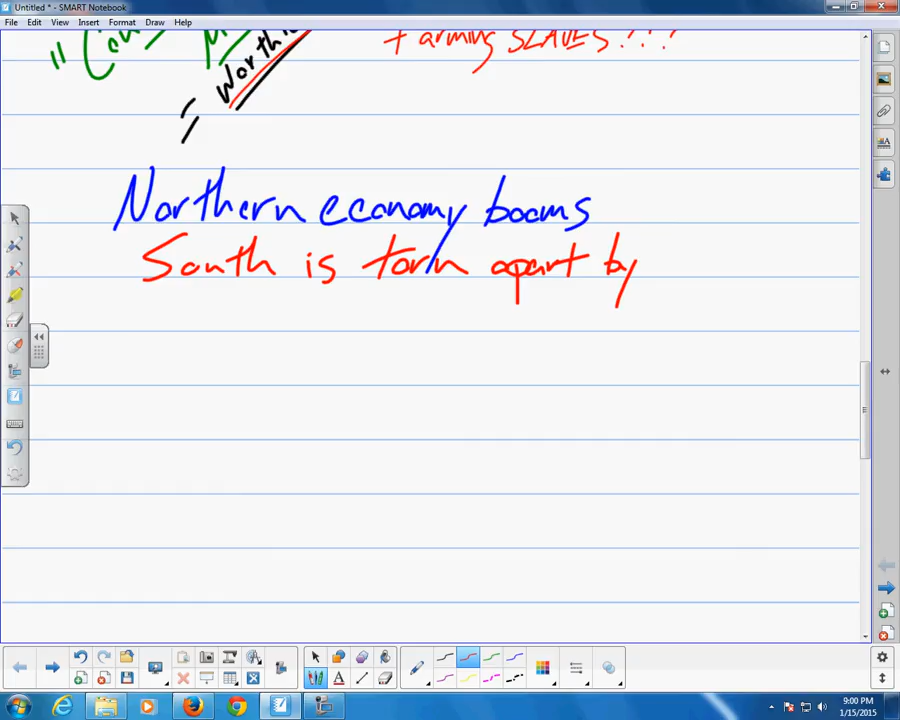 Untitled * - SMART Notebook
File Edit View Insert Format Draw Help
Farming SLAVES???
=
Northern economy booms
South is torn apart by
9:00 PM
1/15/2015